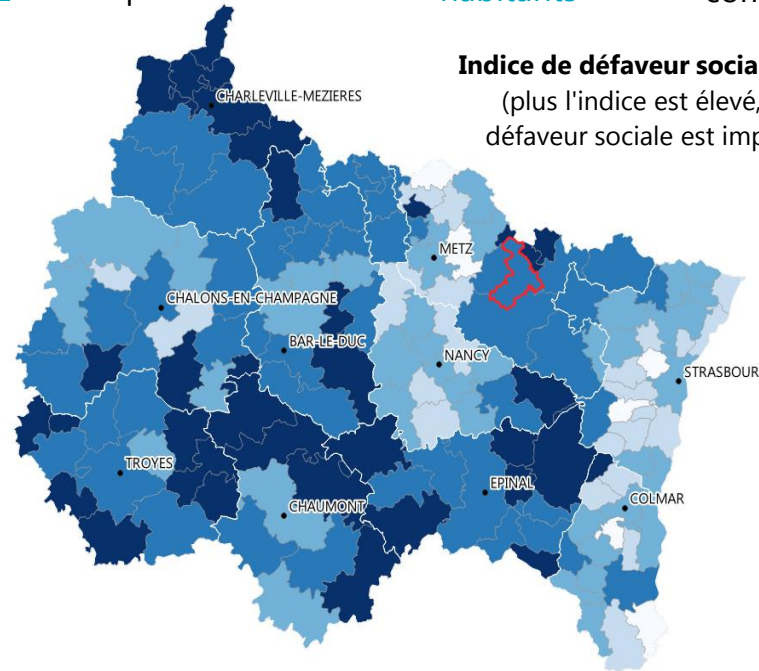 Indice de défaveur socia
(plus l'indice est élevé,
défaveur sociale est imp
CHARLEVILLE-MEZIERES
METZ
CHALONS-EN-CHAMPAGNE
BAR-LE-DUC
NANCY
STRASBOUR
TROYES
EPINAL
CHAUMONT
COLMAR